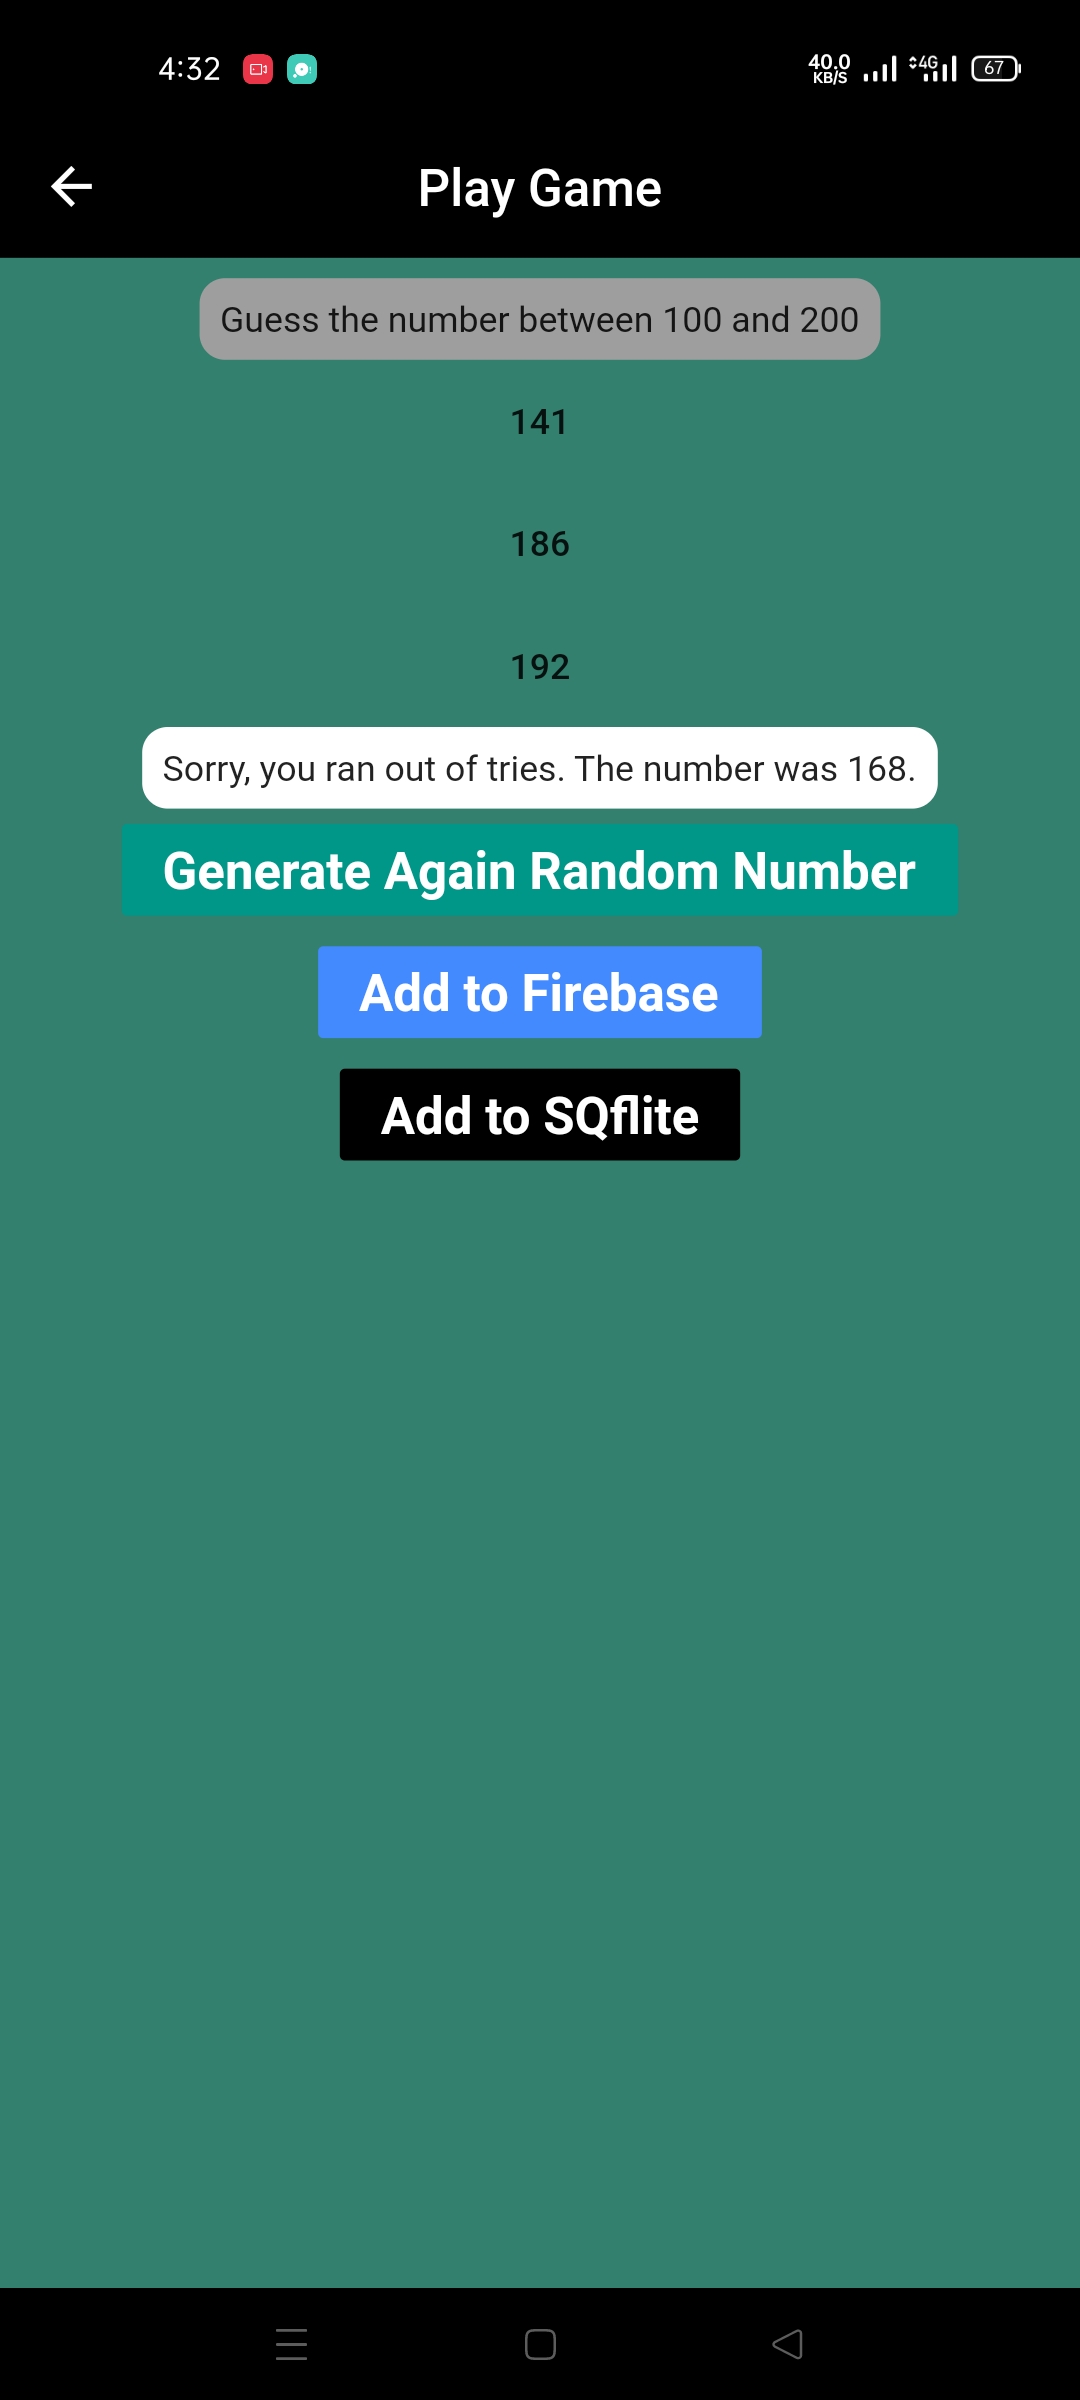 4:32
40.0
KB/S
4G
67
Play Game
Guess the number between 100 and 200
141
186
192
Sorry, you ran out of tries. The number was 168.
Generate Again Random Number
Add to Firebase
Add to SQflite